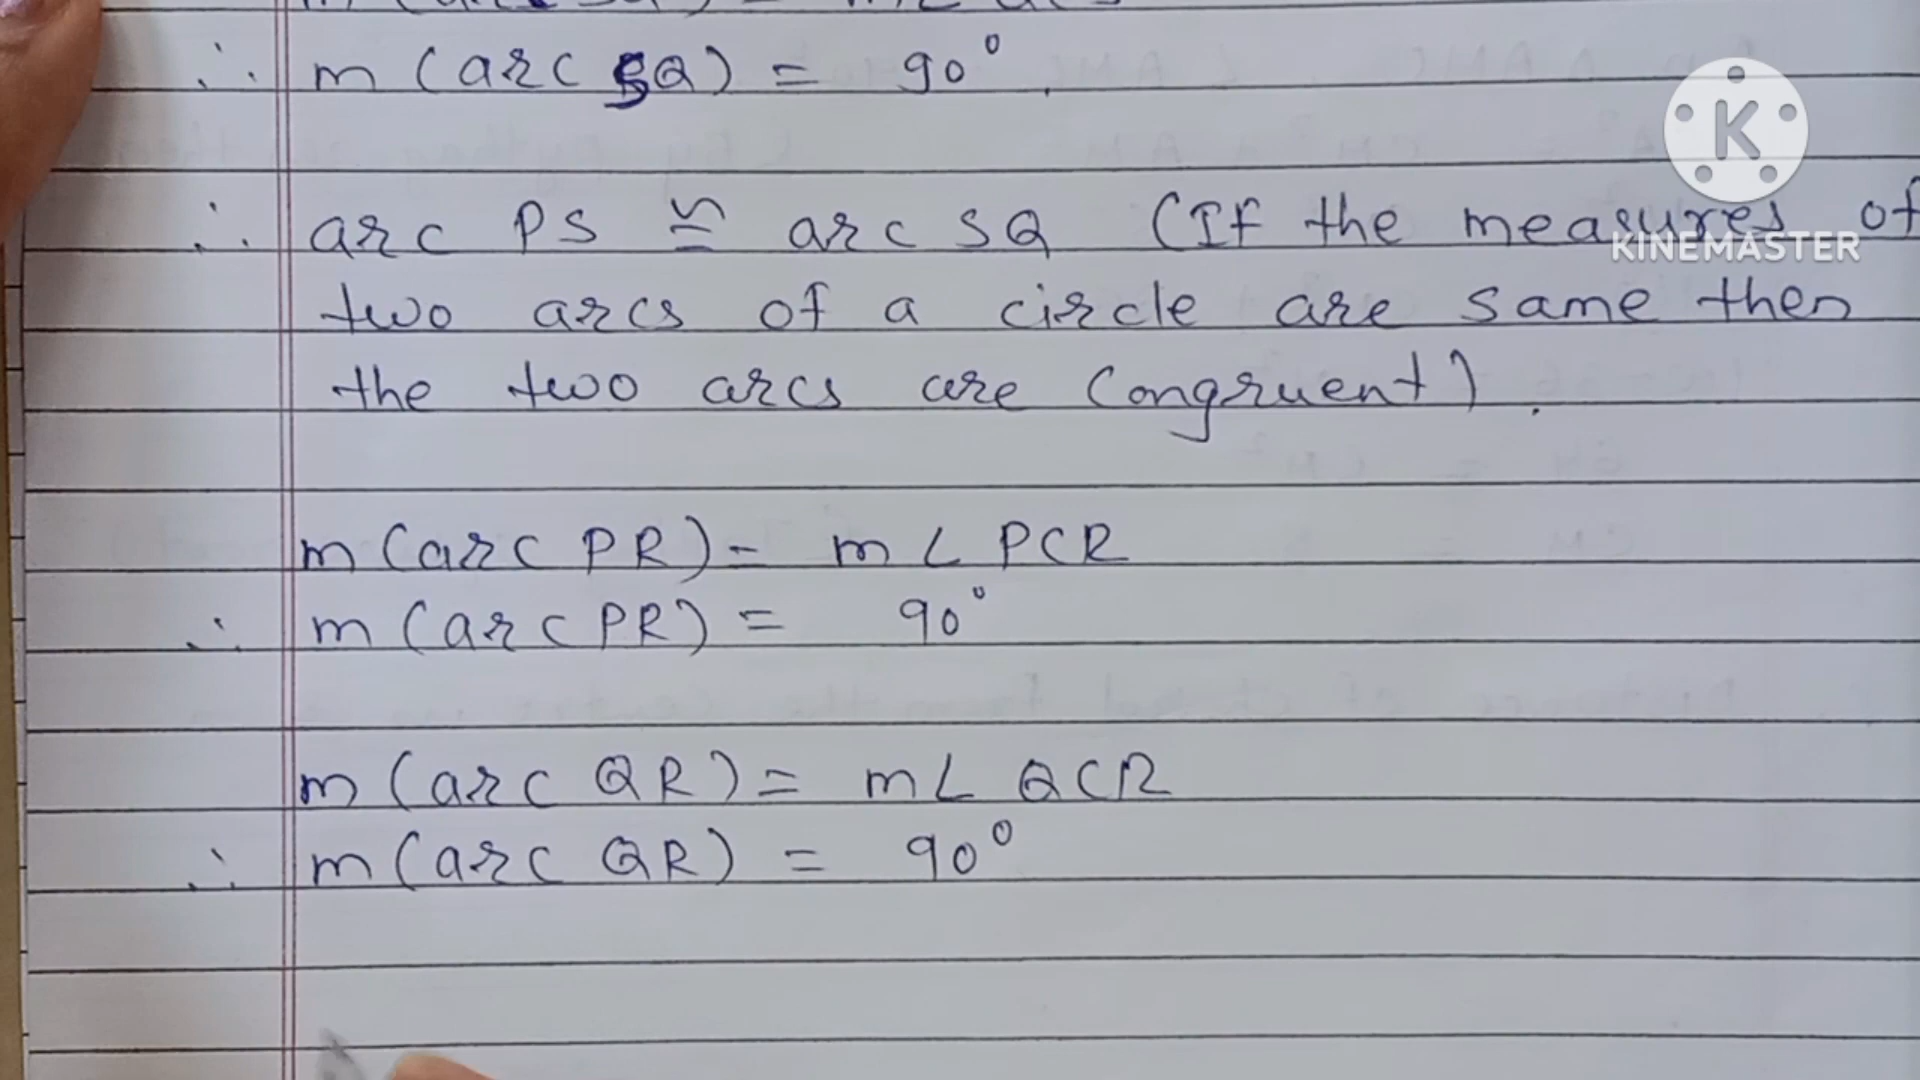 ∴ m (arc SQ) = 90°.
∴ arc PS ≅ arc SQ (If the measures of
two arcs of a circle are same then
the two arcs are congruent).
m (arc PR) = m∠ PCR
∴ m (arc PR) = 90°
m (arc QR) = m∠ QCR
∴ m (arc QR) = 90°
K
KINEMASTER